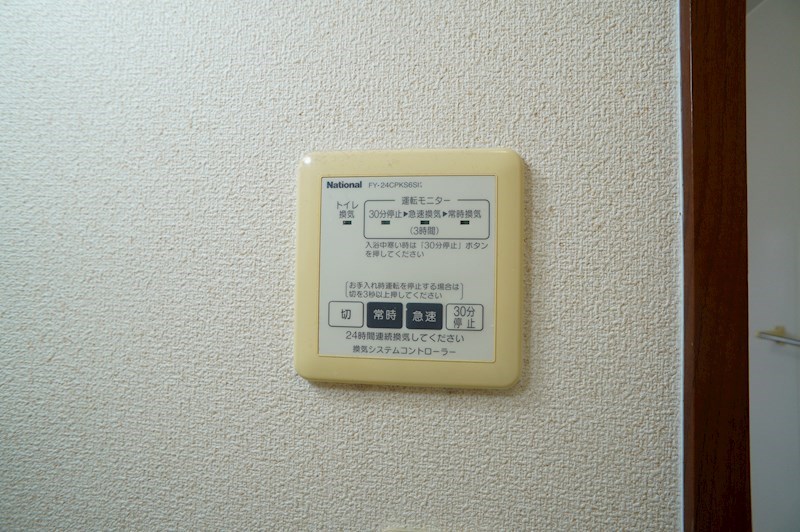 National FY-24CPKS6SC
トイレ
換気
運転モニター
30分停止▶急速換気▶常時換気
(3時間)
入浴中寒い時は「30分停止」ボタン
を押してください
お手入れ時運転を停止する場合は
切を3秒以上押してください
切 常時 急速 30分
停止
24時間連続換気してください
換気システムコントローラー